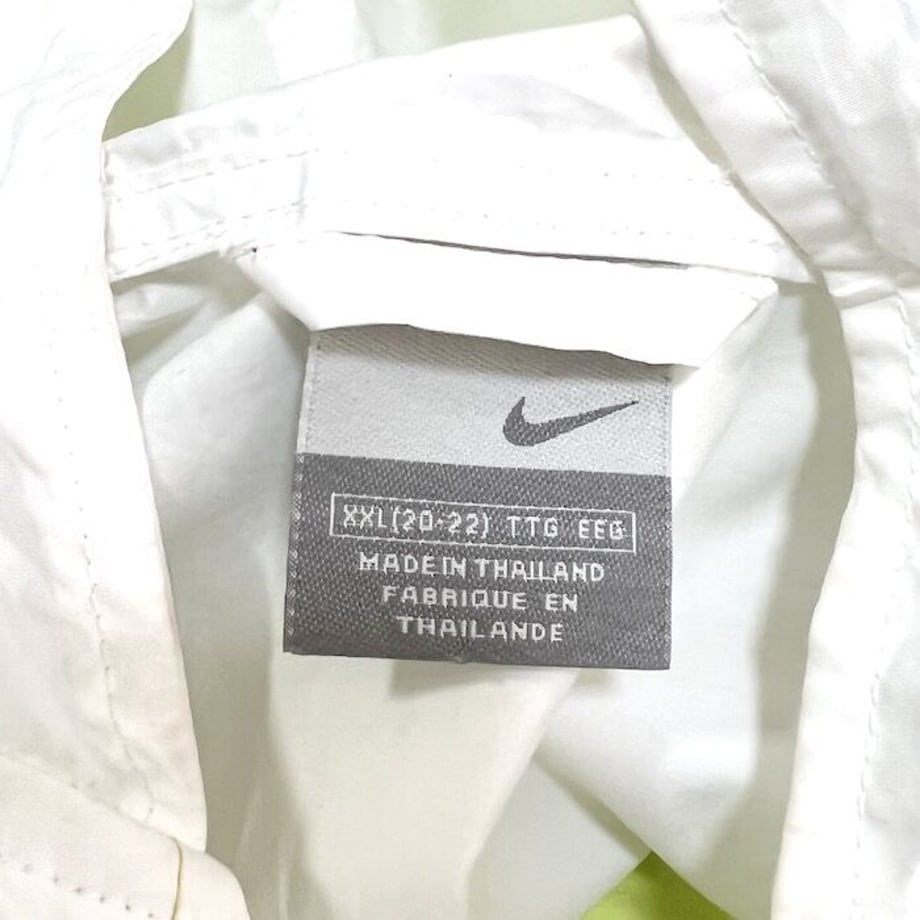 XXL(20-22) TTG EEG
MADE IN THAILAND
FABRIQUE EN
THAILANDE